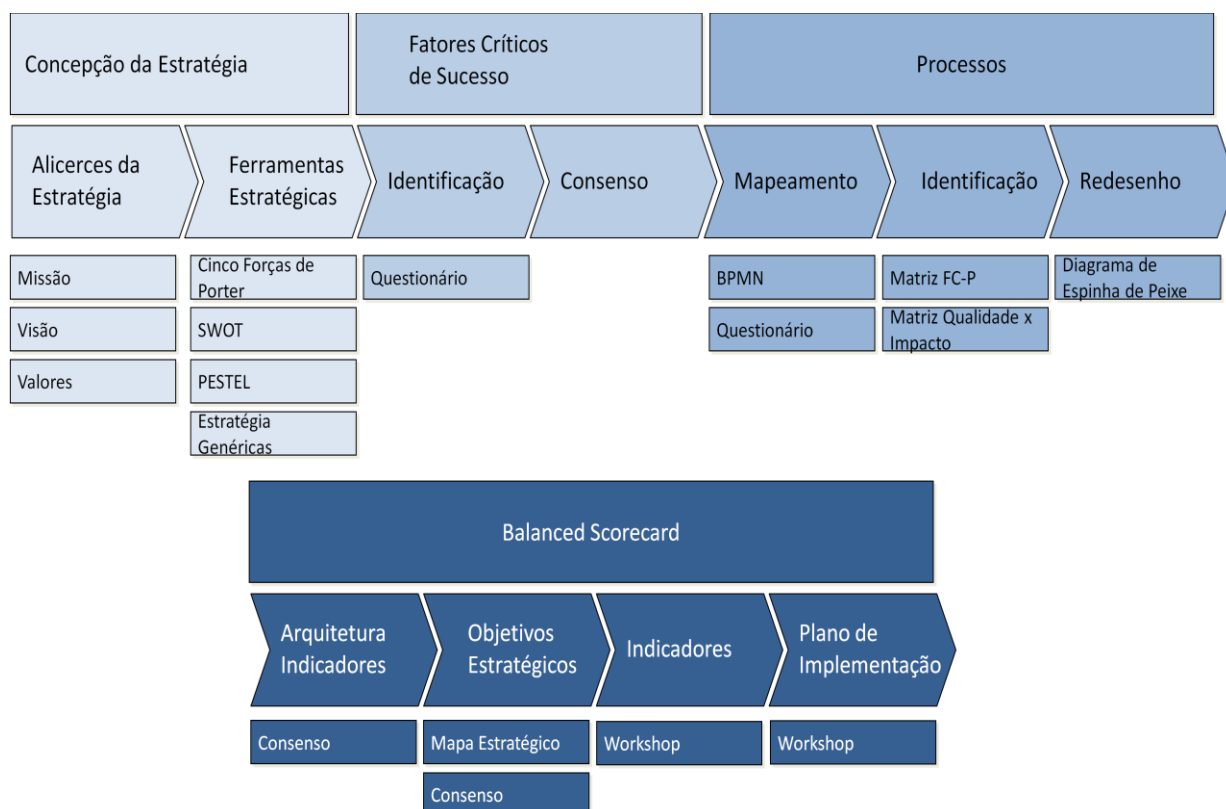 Concepção da Estratégia
Fatores Críticos
de Sucesso
Processos
Alicerces da
Estratégia
Ferramentas
Estratégicas
Identificação
Consenso
Mapeamento
Identificação
Redesenho
Missão
Visão
Valores
Cinco Forças de
Porter
SWOT
PESTEL
Estratégia
Genéricas
Questionário
BPMN
Questionário
Matriz FC-P
Matriz Qualidade x
Impacto
Diagrama de
Espinha de Peixe
Balanced Scorecard
Arquitetura
Indicadores
Objetivos
Estratégicos
Indicadores
Plano de
Implementação
Consenso
Mapa Estratégico
Consenso
Workshop
Workshop